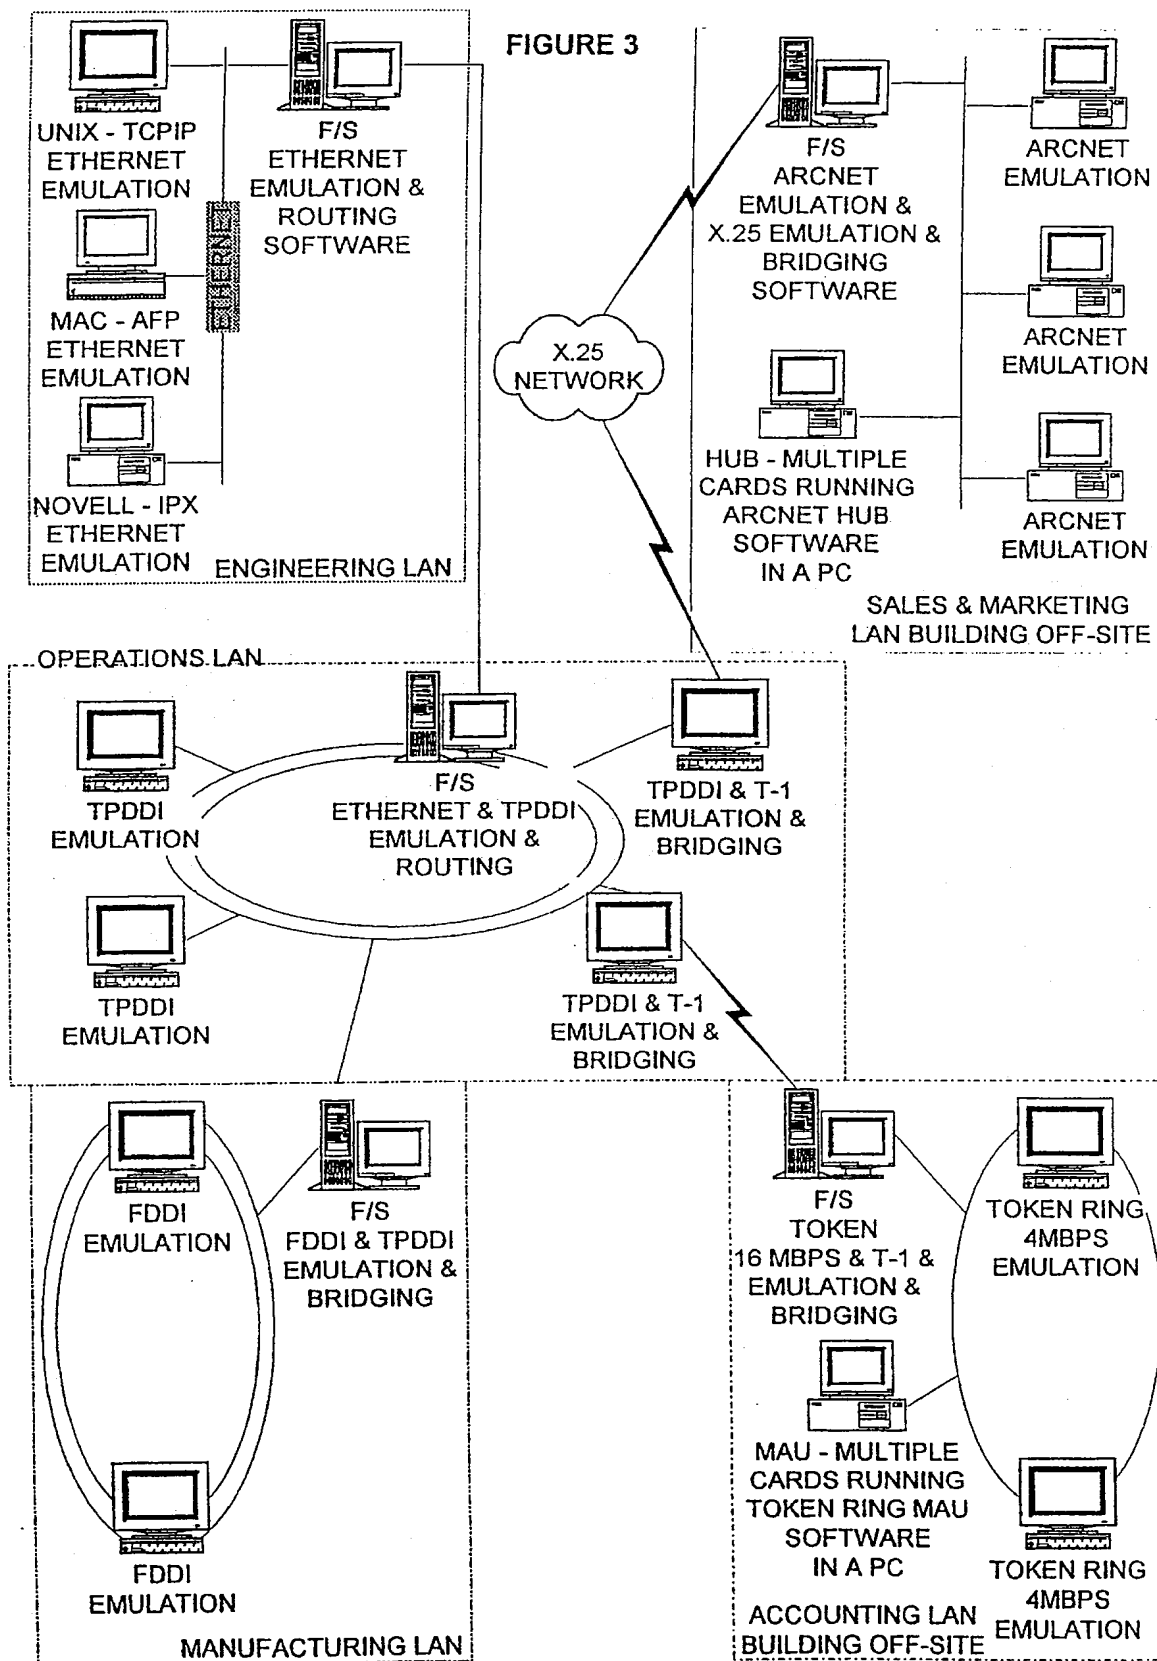 FIGURE 3
UNIX - TCPIP
ETHERNET
EMULATION
F/S
ETHERNET
EMULATION &
ROUTING
SOFTWARE
ETHERNET
MAC - AFP
ETHERNET
EMULATION
NOVELL - IPX
ETHERNET
EMULATION
ENGINEERING LAN
F/S
ARCNET
EMULATION &
X.25 EMULATION &
BRIDGING
SOFTWARE
ARCNET
EMULATION
ARCNET
EMULATION
ARCNET
EMULATION
X.25
NETWORK
HUB - MULTIPLE
CARDS RUNNING
ARCNET HUB
SOFTWARE
IN A PC
SALES & MARKETING
LAN BUILDING OFF-SITE
OPERATIONS LAN
TPDDI
EMULATION
F/S
ETHERNET & TPDDI
EMULATION &
ROUTING
TPDDI & T-1
EMULATION &
BRIDGING
TPDDI
EMULATION
TPDDI & T-1
EMULATION &
BRIDGING
FDDI
EMULATION
F/S
FDDI & TPDDI
EMULATION &
BRIDGING
FDDI
EMULATION
MANUFACTURING LAN
F/S
TOKEN
16 MBPS & T-1 &
EMULATION &
BRIDGING
TOKEN RING
4MBPS
EMULATION
MAU - MULTIPLE
CARDS RUNNING
TOKEN RING MAU
SOFTWARE
IN A PC
TOKEN RING
4MBPS
EMULATION
ACCOUNTING LAN
BUILDING OFF-SITE